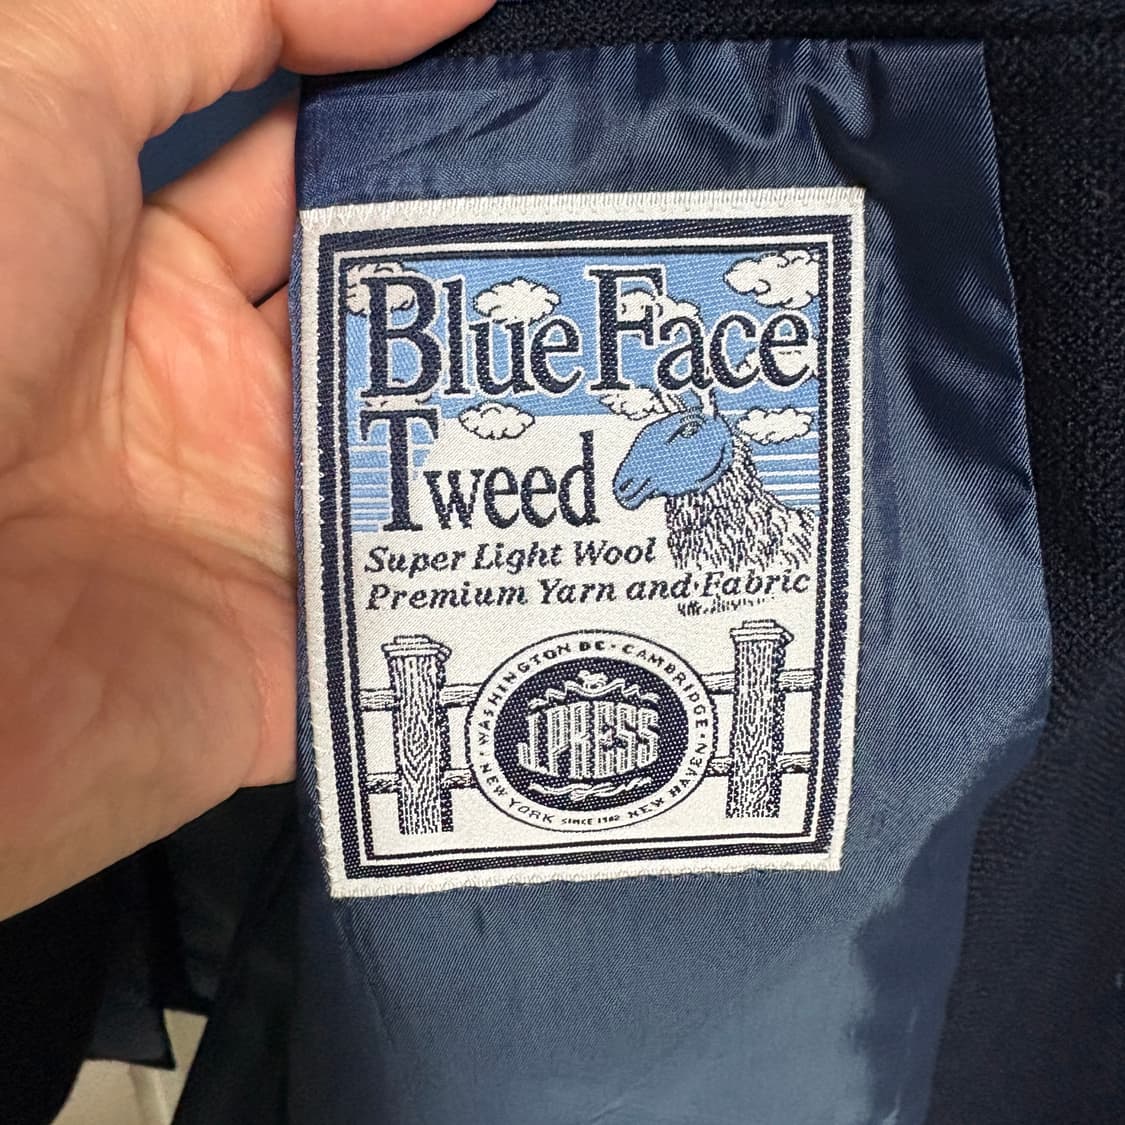 Blue Face
Tweed
Super Light Wool
Premium Yarn and Fabric
WASHINGTON DC · CAMBRIDGE · NEW HAVEN
J.PRESS
NEW YORK SINCE 1902